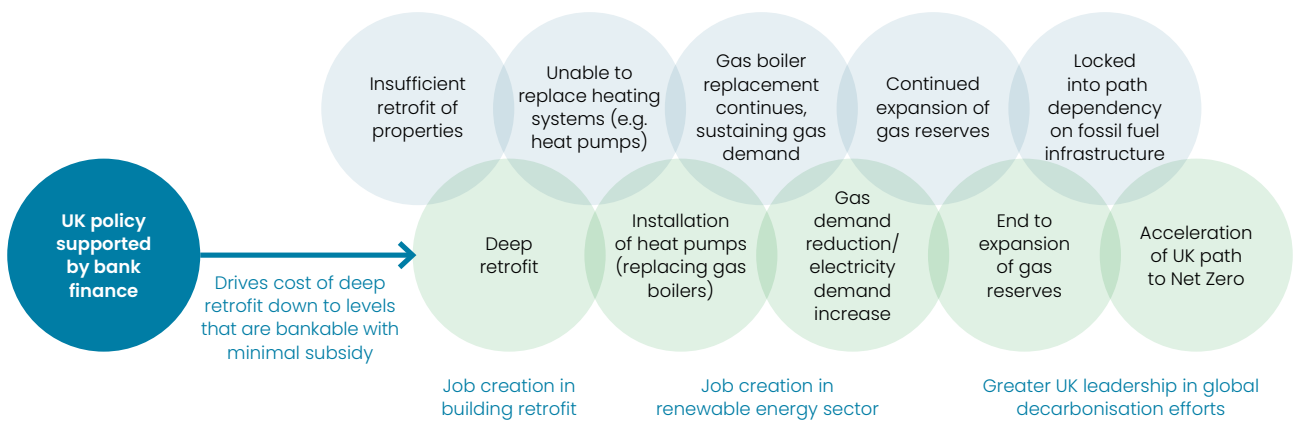 Insufficient
retrofit of
properties
Unable to
replace heating
systems (e.g.
heat pumps)
Gas boiler
replacement
continues,
sustaining gas
demand
Continued
expansion of
gas reserves
Locked
into path
dependency
on fossil fuel
infrastructure
UK policy
supported
by bank
finance
Drives cost of deep
retrofit down to levels
that are bankable with
minimal subsidy
Deep
retrofit
Installation
of heat pumps
(replacing gas
boilers)
Gas
demand
reduction/
electricity
demand
increase
End to
expansion
of gas
reserves
Acceleration
of UK path
to Net Zero
Job creation in
building retrofit
Job creation in
renewable energy sector
Greater UK leadership in global
decarbonisation efforts